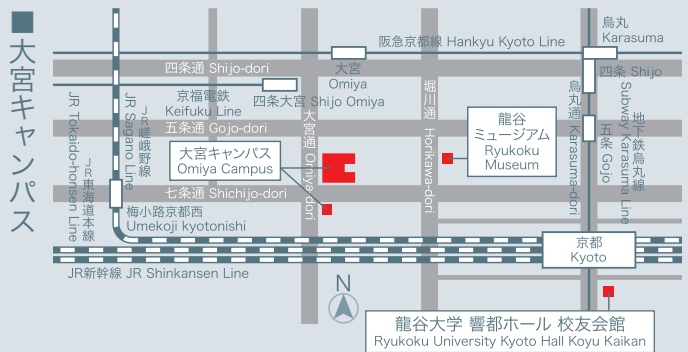 ■大宮キャンパス
阪急京都線 Hankyu Kyoto Line
烏丸
Karasuma
四条通 Shijo-dori
大宮
Omiya
四条 Shijo
京福電鉄
Keifuku Line
四条大宮 Shijo Omiya
五条通 Gojo-dori
大宮キャンパス
Omiya Campus
龍谷
ミュージアム
Ryukoku
Museum
七条通 Shichijo-dori
梅小路京都西
Umekoji kyotonishi
JR嵯峨野線
JR Sagano Line
JR東海道本線
JR Tokaido-honsen Line
大宮通 Omiya-dori
堀川通 Horikawa-dori
烏丸通 Karasuma-dori
五条 Gojo
地下鉄烏丸線
Subway Karasuma Line
京都
Kyoto
JR新幹線 JR Shinkansen Line
N
龍谷大学 響都ホール 校友会館
Ryukoku University Kyoto Hall Koyu Kaikan